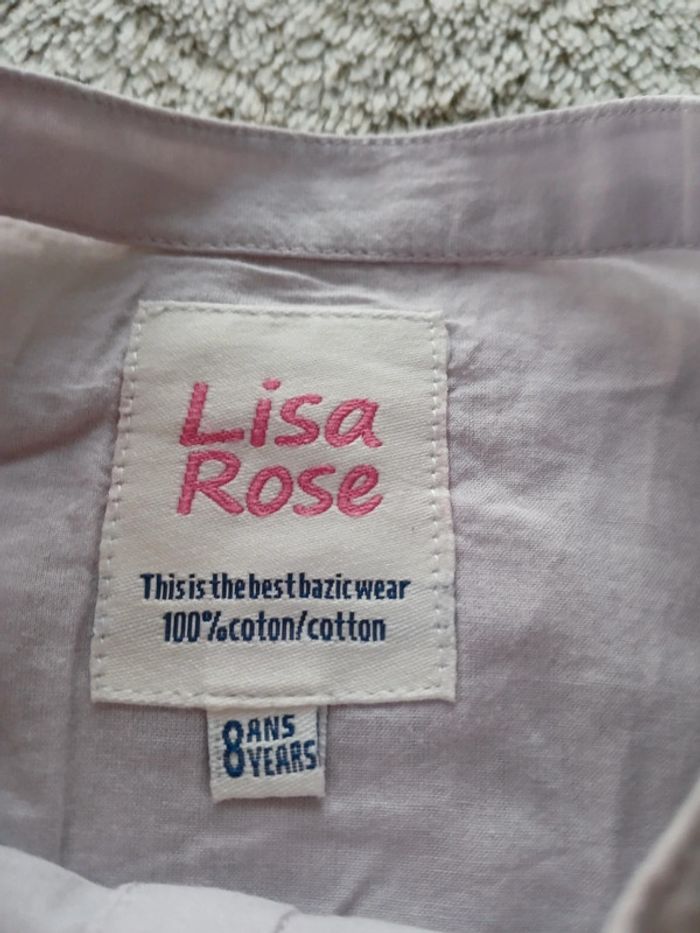 Lisa
Rose
This is the best bazic wear
100% coton/cotton
8 ANS
YEARS